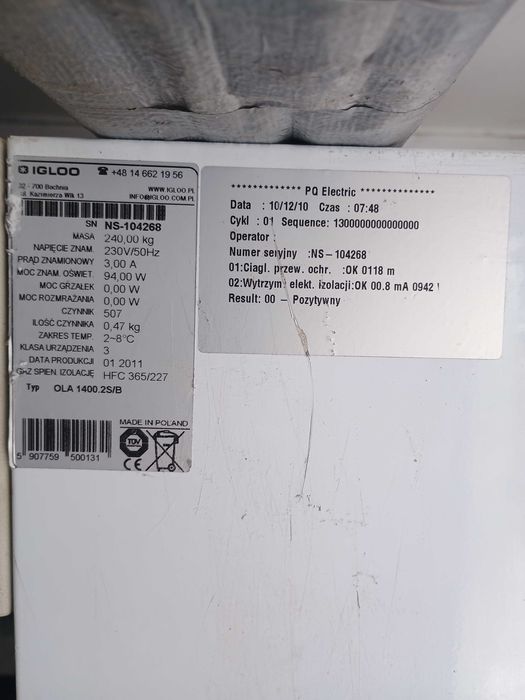 IGLOO ☎ +48 14 662 19 56
32 - 700 Bochnia WWW.IGLOO.PL
ul. Kazimierza Wlk 13 INFO@IGLOO.COM.PL
SN NS-104268
MASA 240,00 kg
NAPIĘCIE ZNAM. 230V/50Hz
PRĄD ZNAMIONOWY 3,00 A
MOC ZNAM. OŚWIET. 94,00 W
MOC GRZAŁEK 0,00 W
MOC ROZMRAŻANIA 0,00 W
CZYNNIK 507
ILOŚĆ CZYNNIKA 0,47 kg
ZAKRES TEMP. 2~8°C
KLASA URZĄDZENIA 3
DATA PRODUKCJI 01 2011
GHZ SPIEN. IZOLACJĘ HFC 365/227
Typ OLA 1400.2S/B
MADE IN POLAND
TÜV
CE
5 907759 500131
************* PQ Electric **************
Data : 10/12/10 Czas : 07:48
Cykl : 01 Sequence: 1300000000000000
Operator :
Numer seryjny :NS-104268
01:Ciągl. przew. ochr. :OK 0118 m
02:Wytrzym. elekt. izolacji:OK 00.8 mA 0942 V
Result: 00 - Pozytywny